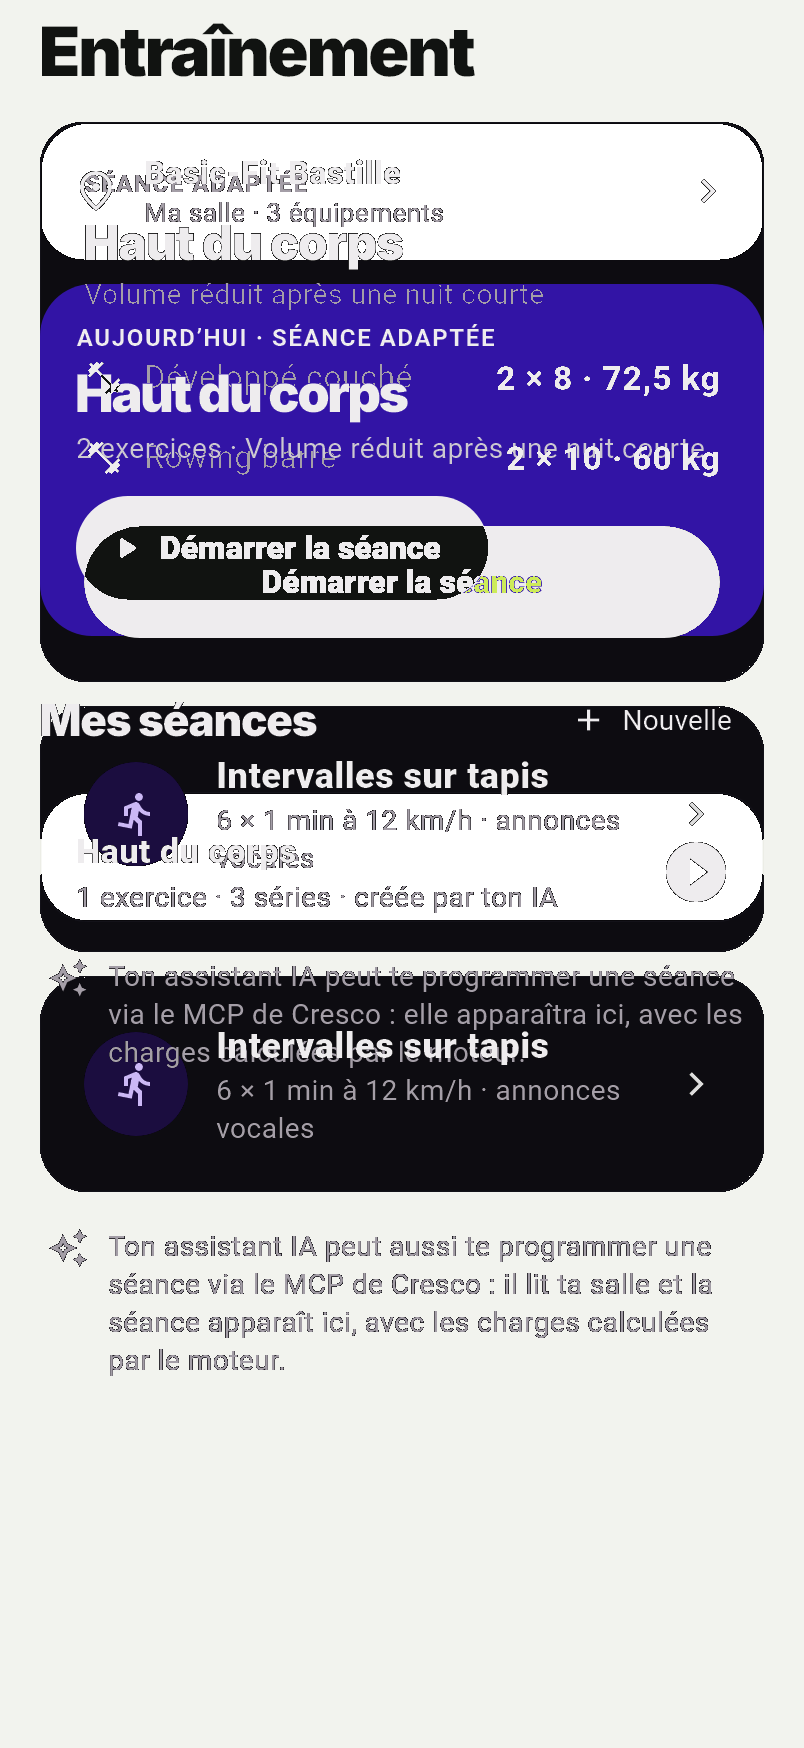 Entraînement
Basic-Fit Bastille
SÉANCE ADAPTÉE
Ma salle · 3 équipements
Haut du corps
Volume réduit après une nuit courte
AUJOURD’HUI · SÉANCE ADAPTÉE
Développé couché 2 × 8 · 72,5 kg
Haut du corps
2 exercices · Volume réduit après une nuit courte
Rowing barre 2 × 10 · 60 kg
Démarrer la séance
Démarrer la séance
Mes séances + Nouvelle
Intervalles sur tapis
6 × 1 min à 12 km/h · annonces
vocales
Haut du corps
1 exercice · 3 séries · créée par ton IA
Ton assistant IA peut te programmer une séance
via le MCP de Cresco : elle apparaîtra ici, avec les
charges calculées par le moteur.
Intervalles sur tapis
6 × 1 min à 12 km/h · annonces
vocales
Ton assistant IA peut aussi te programmer une
séance via le MCP de Cresco : il lit ta salle et la
séance apparaît ici, avec les charges calculées
par le moteur.